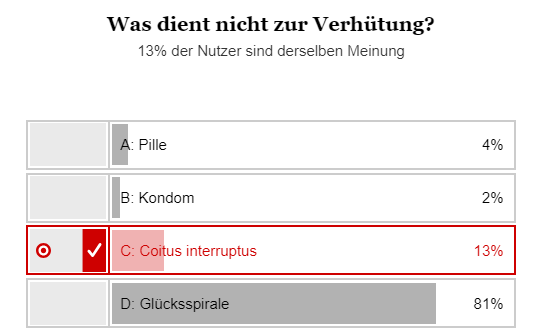 Was dient nicht zur Verhütung?
13% der Nutzer sind derselben Meinung
A: Pille 4%
B: Kondom 2%
C: Coitus interruptus 13%
D: Glücksspirale 81%